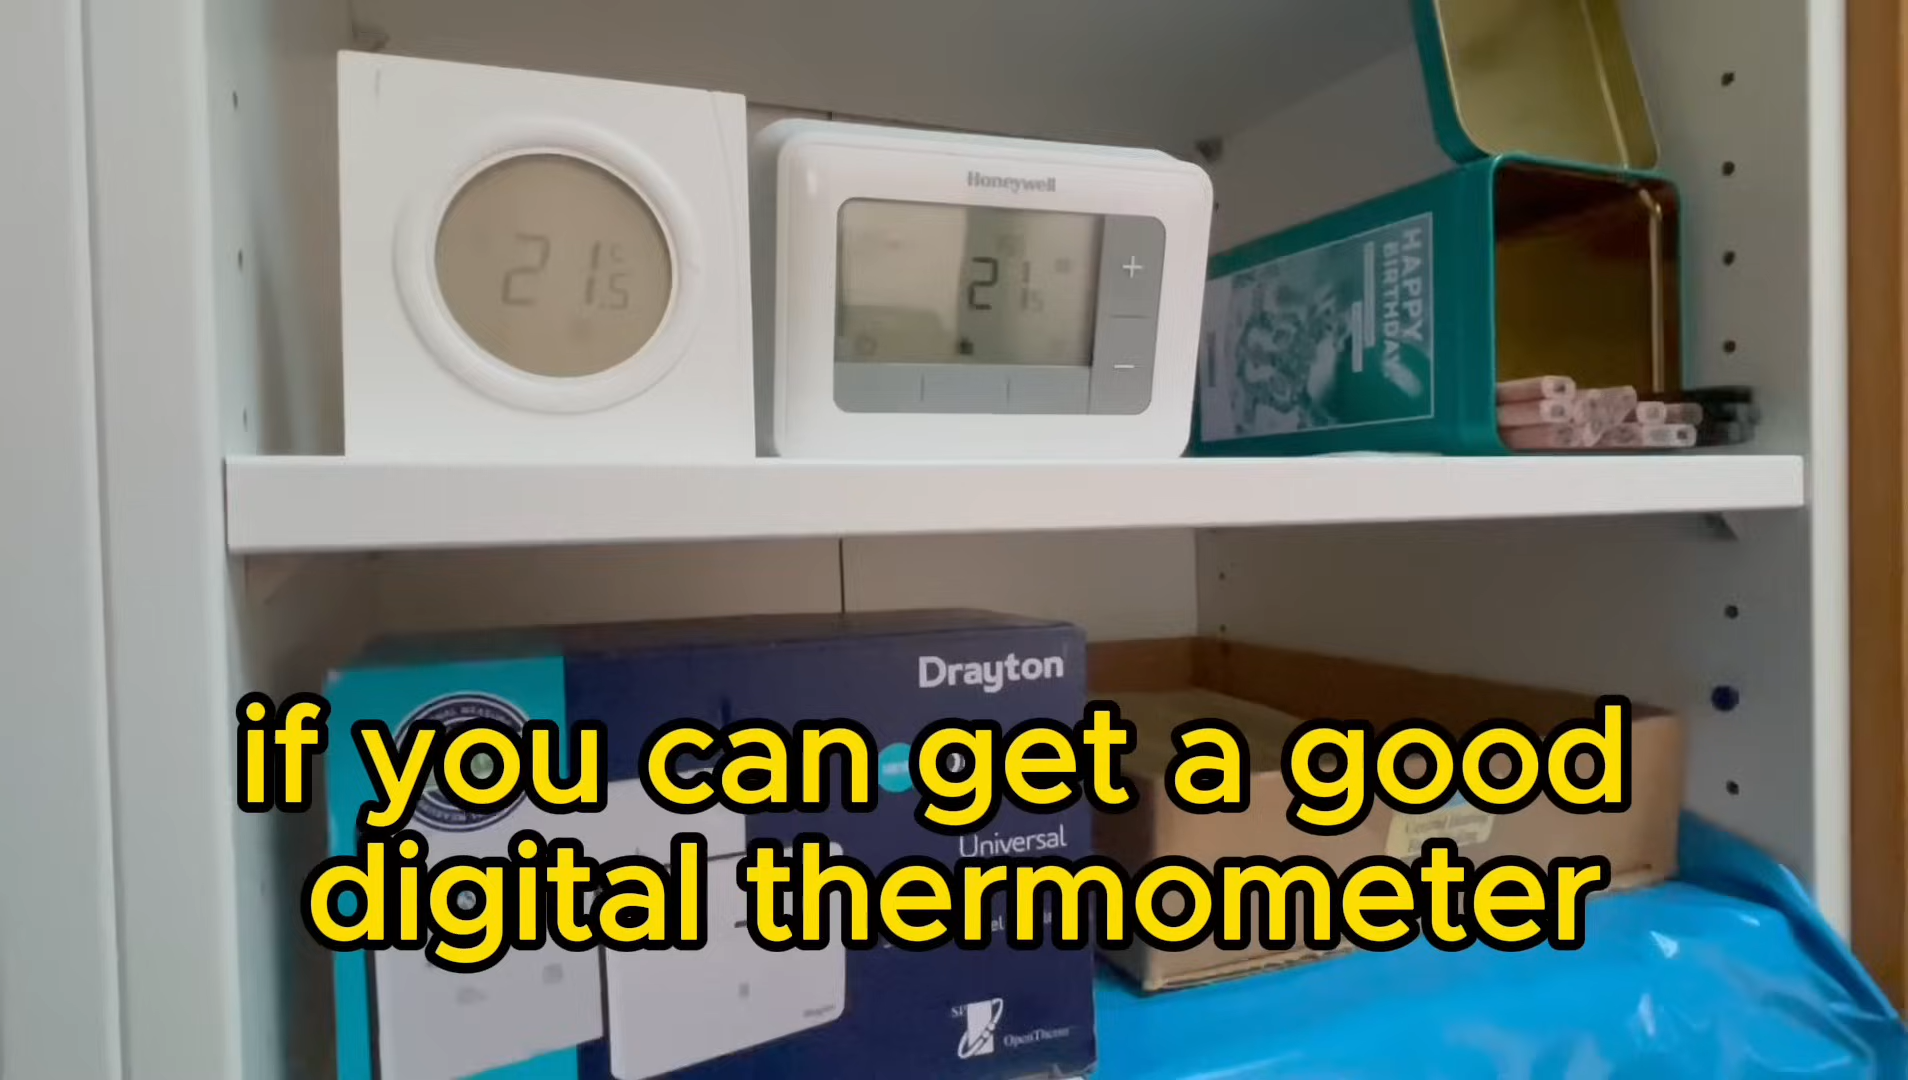 21.5
°C
Honeywell
21.5
+
−
HAPPY
BIRTHDAY
Drayton
if you can get a good
Universal
digital thermometer
OpenTherm